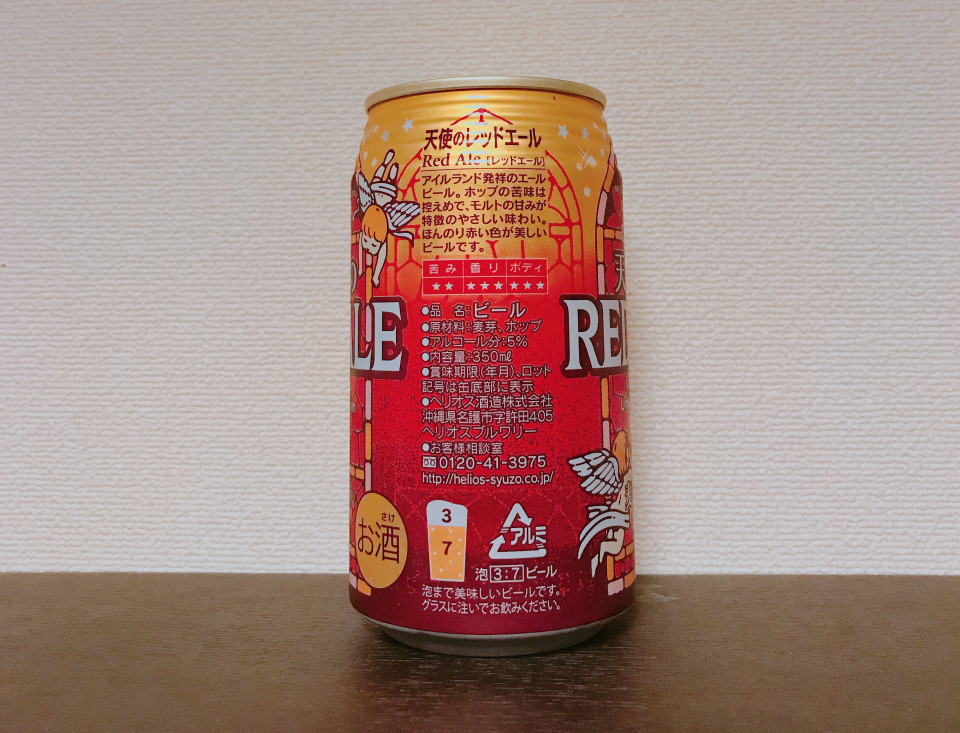 天使のレッドエール
Red Ale [レッドエール]
アイルランド発祥のエール
ビール。ホップの苦味は
控えめで、モルトの甘みが
特徴のやさしい味わい。
ほんのり赤い色が美しい
ビールです。
苦み 香り ボディ
★★ ★★★ ★★★
●品 名:ビール
●原材料:麦芽、ホップ
●アルコール分:5%
●内容量:350㎖
●賞味期限(年月)、ロット
記号は缶底部に表示
●ヘリオス酒造株式会社
沖縄県名護市字許田405
ヘリオスブルワリー
●お客様相談室
0120-41-3975
http://helios-syuzo.co.jp/
の
ALE
天
RED
さけ
お酒
3
7
アルミ
泡 3:7 ビール
泡まで美味しいビールです。
グラスに注いでお飲みください。